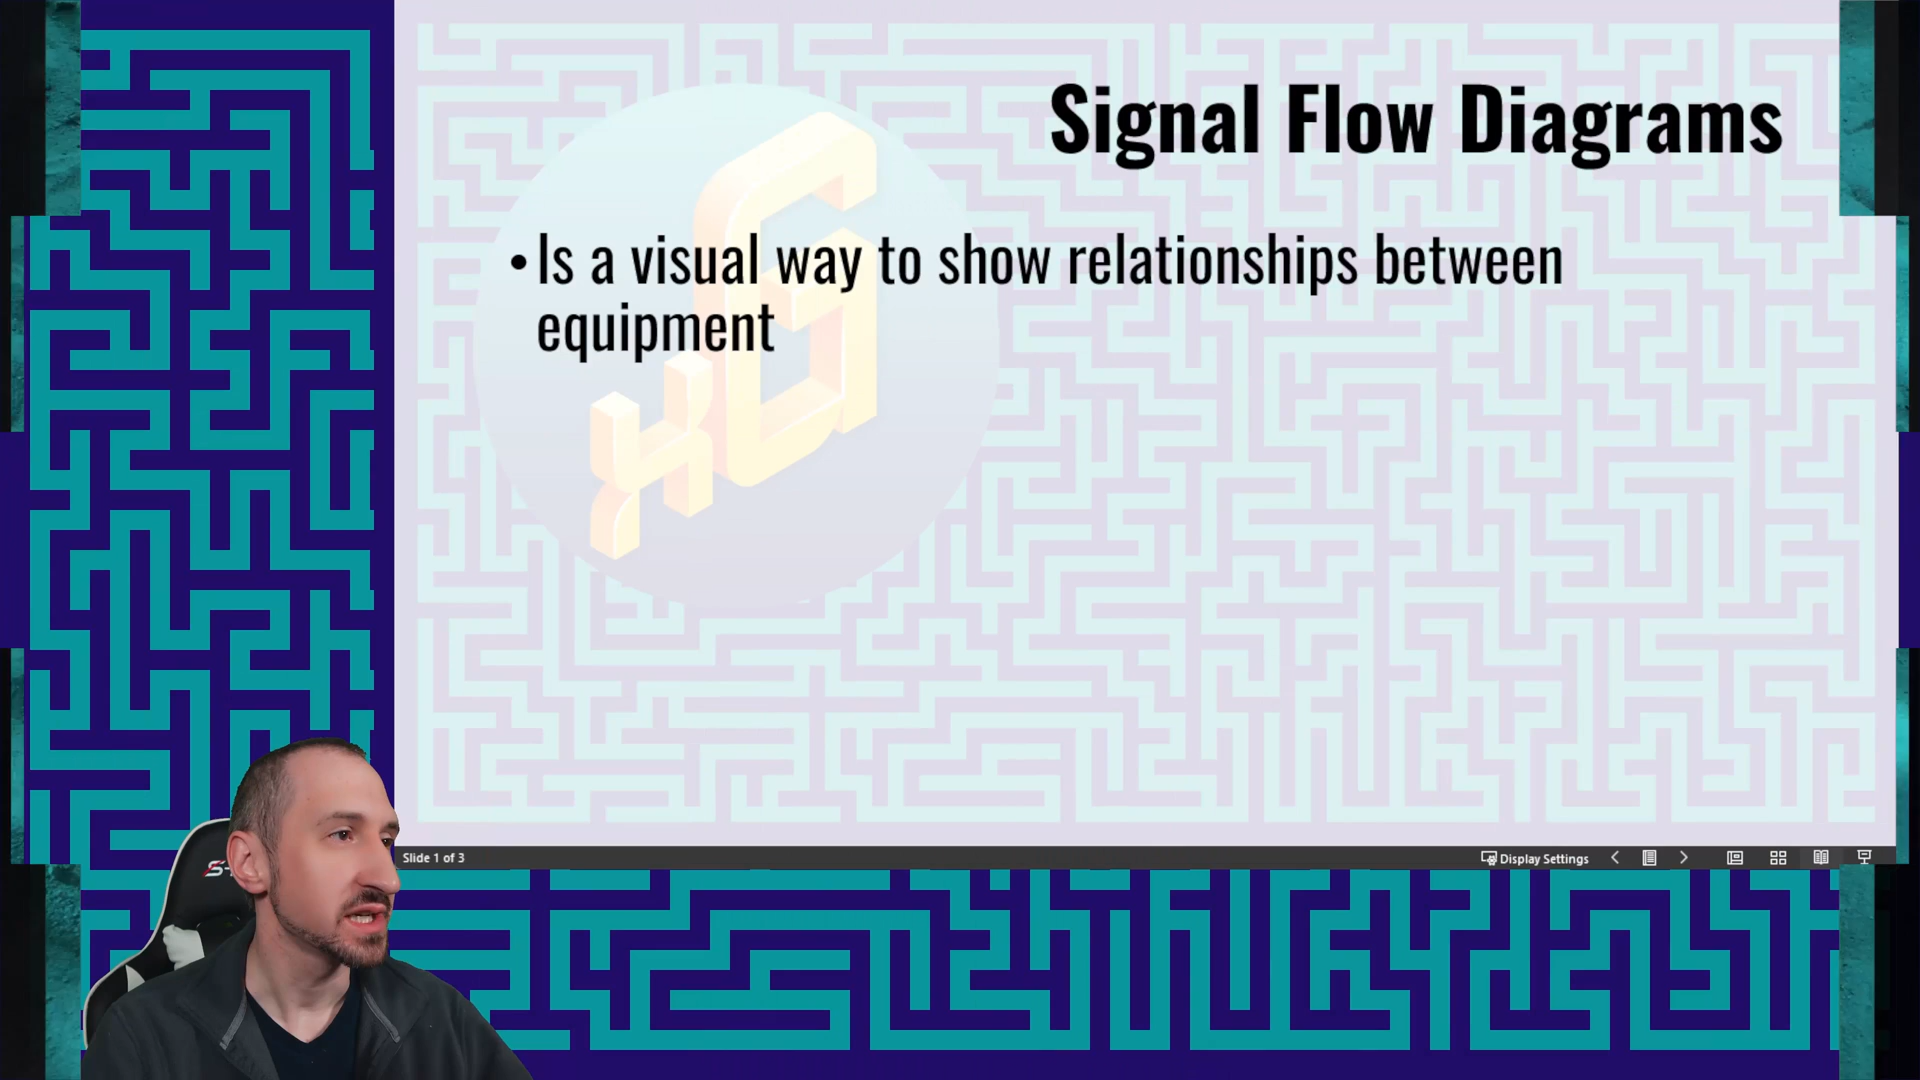 Signal Flow Diagrams
•Is a visual way to show relationships between
equipment
Slide 1 of 3
Display Settings